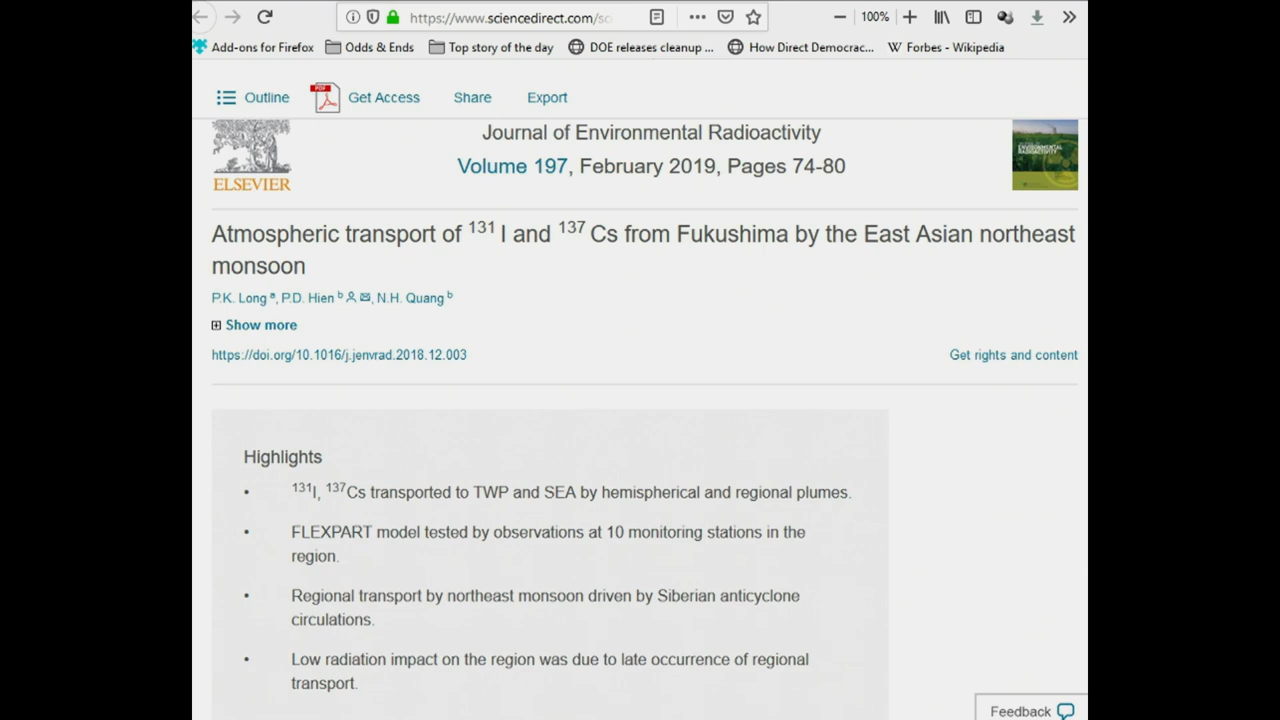 https://www.sciencedirect.com/sc
100%
Add-ons for Firefox Odds & Ends Top story of the day DOE releases cleanup ... How Direct Democrac... W Forbes - Wikipedia
Outline PDF Get Access Share Export
Journal of Environmental Radioactivity
Volume 197, February 2019, Pages 74-80
ELSEVIER
ENVIRONMENTAL
RADIOACTIVITY
Atmospheric transport of ¹³¹I and ¹³⁷Cs from Fukushima by the East Asian northeast
monsoon
P.K. Long ª, P.D. Hien ᵇ, N.H. Quang ᵇ
Show more
https://doi.org/10.1016/j.jenvrad.2018.12.003 Get rights and content
Highlights
• ¹³¹I, ¹³⁷Cs transported to TWP and SEA by hemispherical and regional plumes.
• FLEXPART model tested by observations at 10 monitoring stations in the
region.
• Regional transport by northeast monsoon driven by Siberian anticyclone
circulations.
• Low radiation impact on the region was due to late occurrence of regional
transport.
Feedback